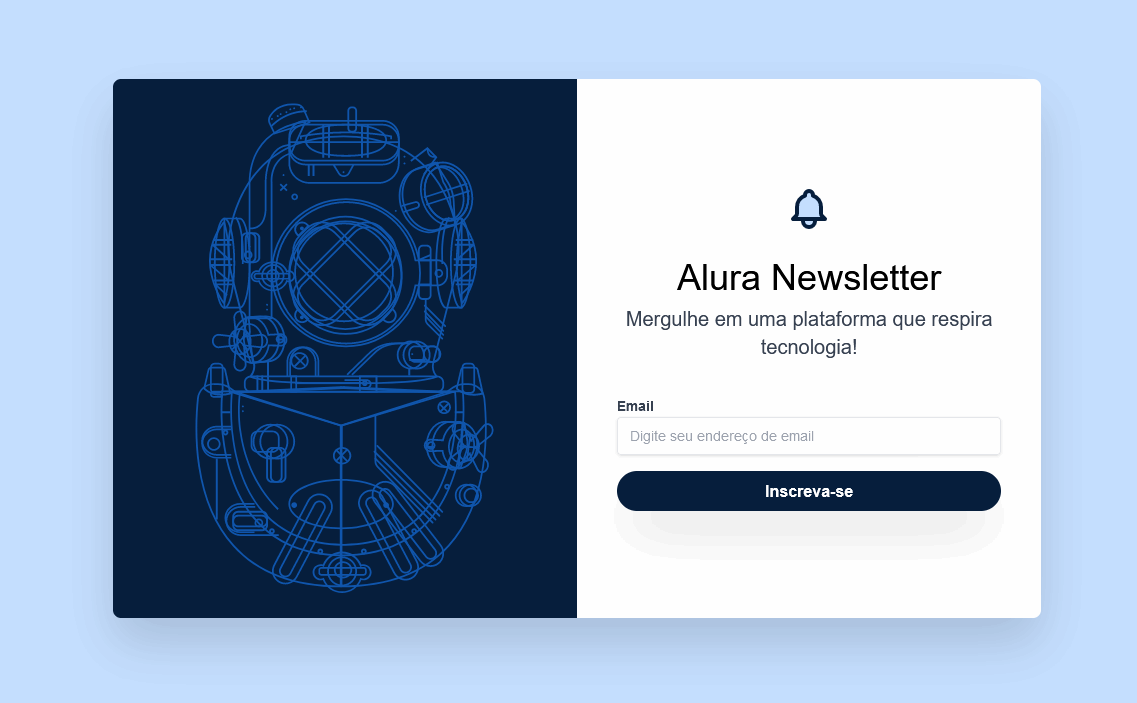 Alura Newsletter
Mergulhe em uma plataforma que respira
tecnologia!
Email
Digite seu endereço de email
Inscreva-se